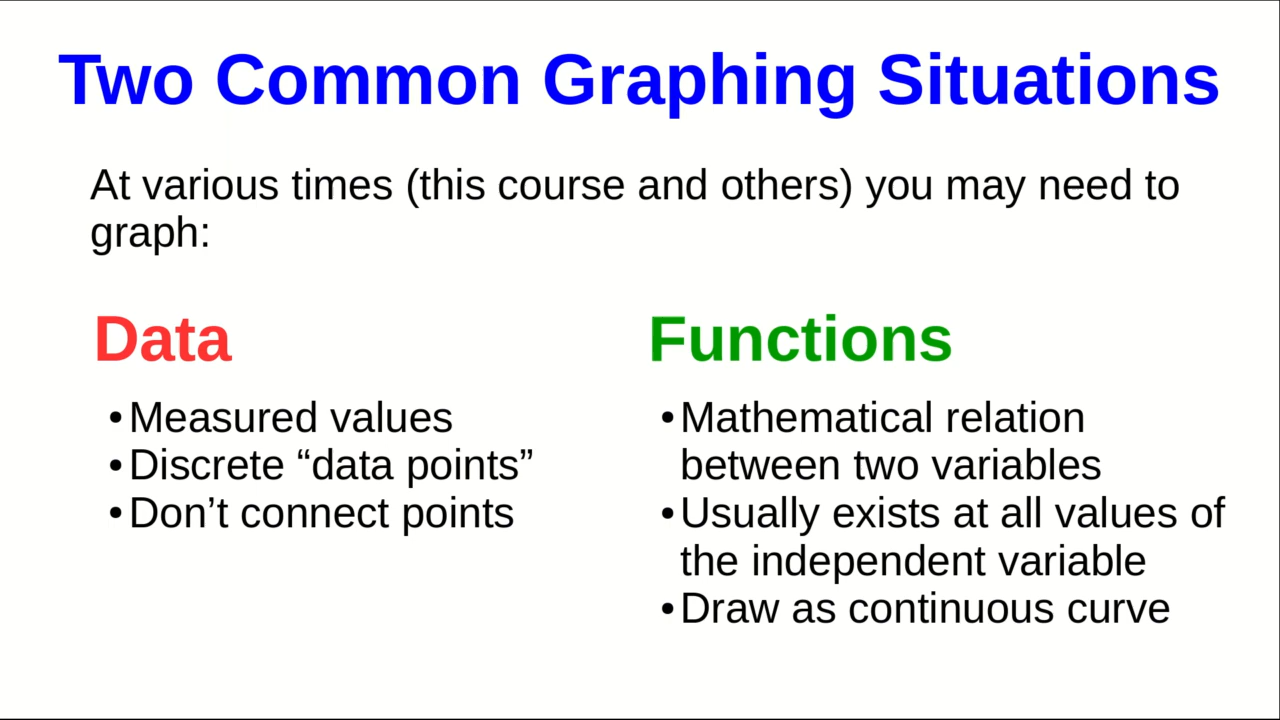 Two Common Graphing Situations
At various times (this course and others) you may need to
graph:
Data
•Measured values
•Discrete “data points”
•Don’t connect points
Functions
•Mathematical relation
between two variables
•Usually exists at all values of
the independent variable
•Draw as continuous curve